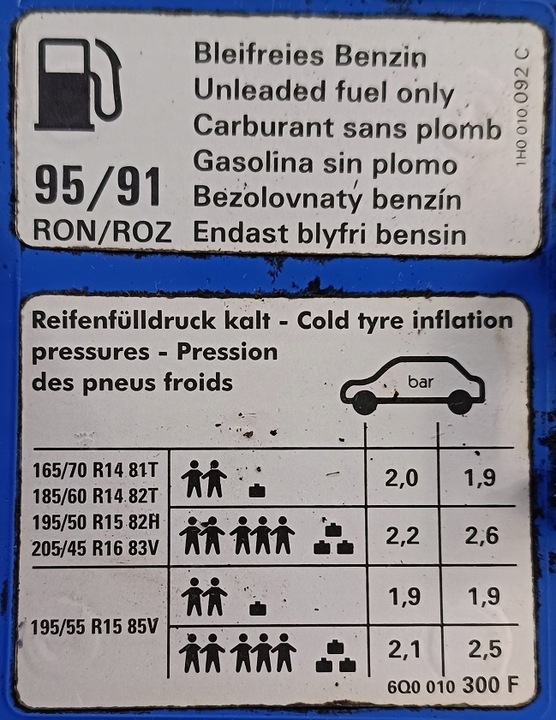 Bleifreies Benzin
Unleaded fuel only
Carburant sans plomb
Gasolina sin plomo
Bezolovnatý benzín
Endast blyfri bensin
95/91
RON/ROZ
1H0 010 092 C
Reifenfülldruck kalt - Cold tyre inflation
pressures - Pression
des pneus froids
bar
165/70 R14 81T
185/60 R14 82T
195/50 R15 82H
205/45 R16 83V
2,0 1,9
2,2 2,6
195/55 R15 85V
1,9 1,9
2,1 2,5
6Q0 010 300 F